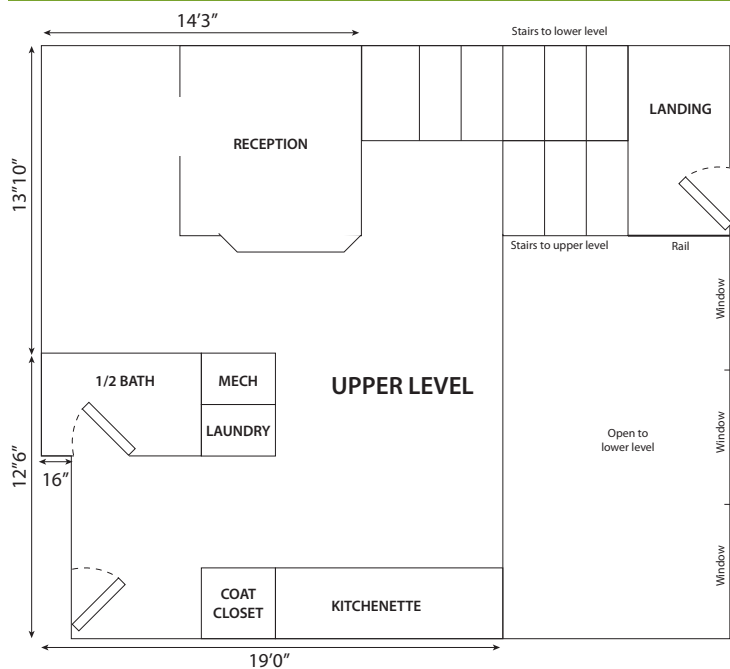 14'3"
Stairs to lower level
LANDING
RECEPTION
13"10"
Stairs to upper level
Rail
Window
1/2 BATH
MECH
UPPER LEVEL
LAUNDRY
Open to
lower level
Window
12"6"
16"
Window
COAT
CLOSET
KITCHENETTE
19'0"